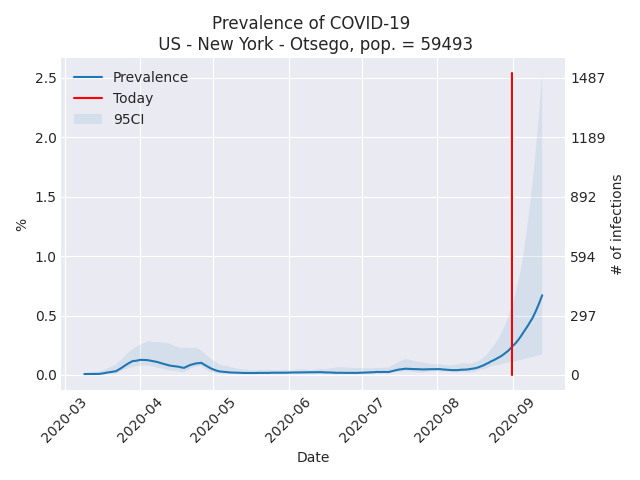 Prevalence of COVID-19
US - New York - Otsego, pop. = 59493
Prevalence
Today
95CI
2.5
2.0
1.5
1.0
0.5
0.0
%
1487
1189
892
594
297
0
# of infections
2020-03
2020-04
2020-05
2020-06
2020-07
2020-08
2020-09
Date